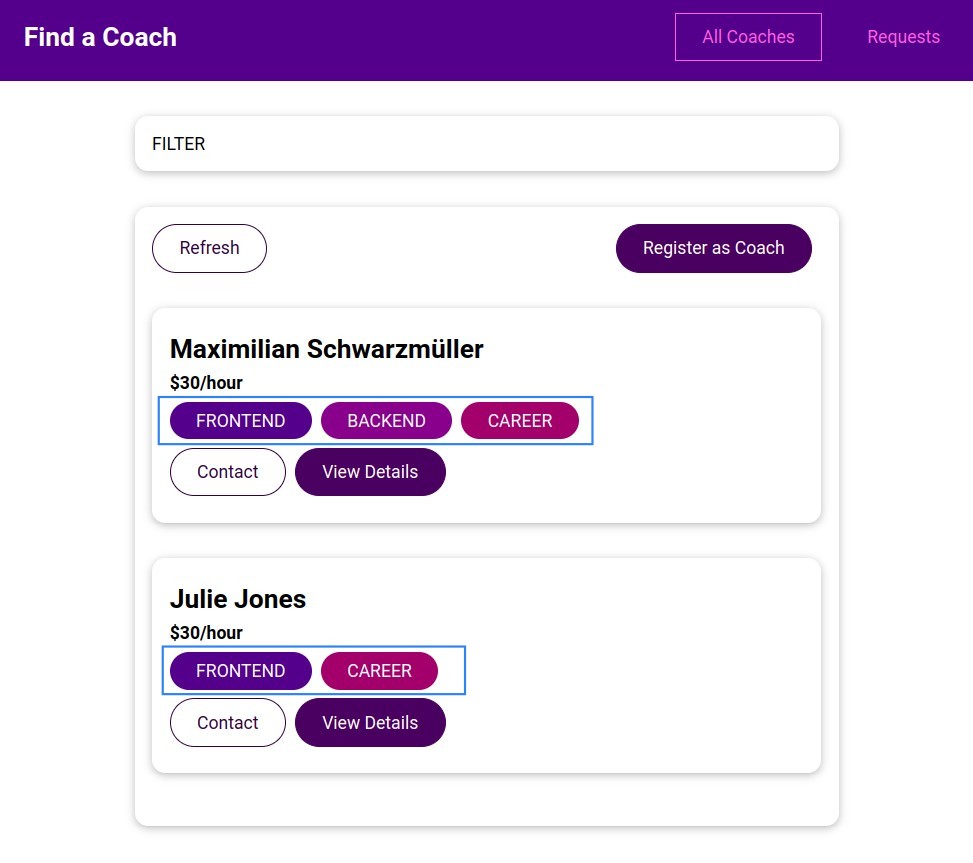 Find a Coach All Coaches Requests
FILTER
Refresh Register as Coach
Maximilian Schwarzmüller
$30/hour
FRONTEND BACKEND CAREER
Contact View Details
Julie Jones
$30/hour
FRONTEND CAREER
Contact View Details